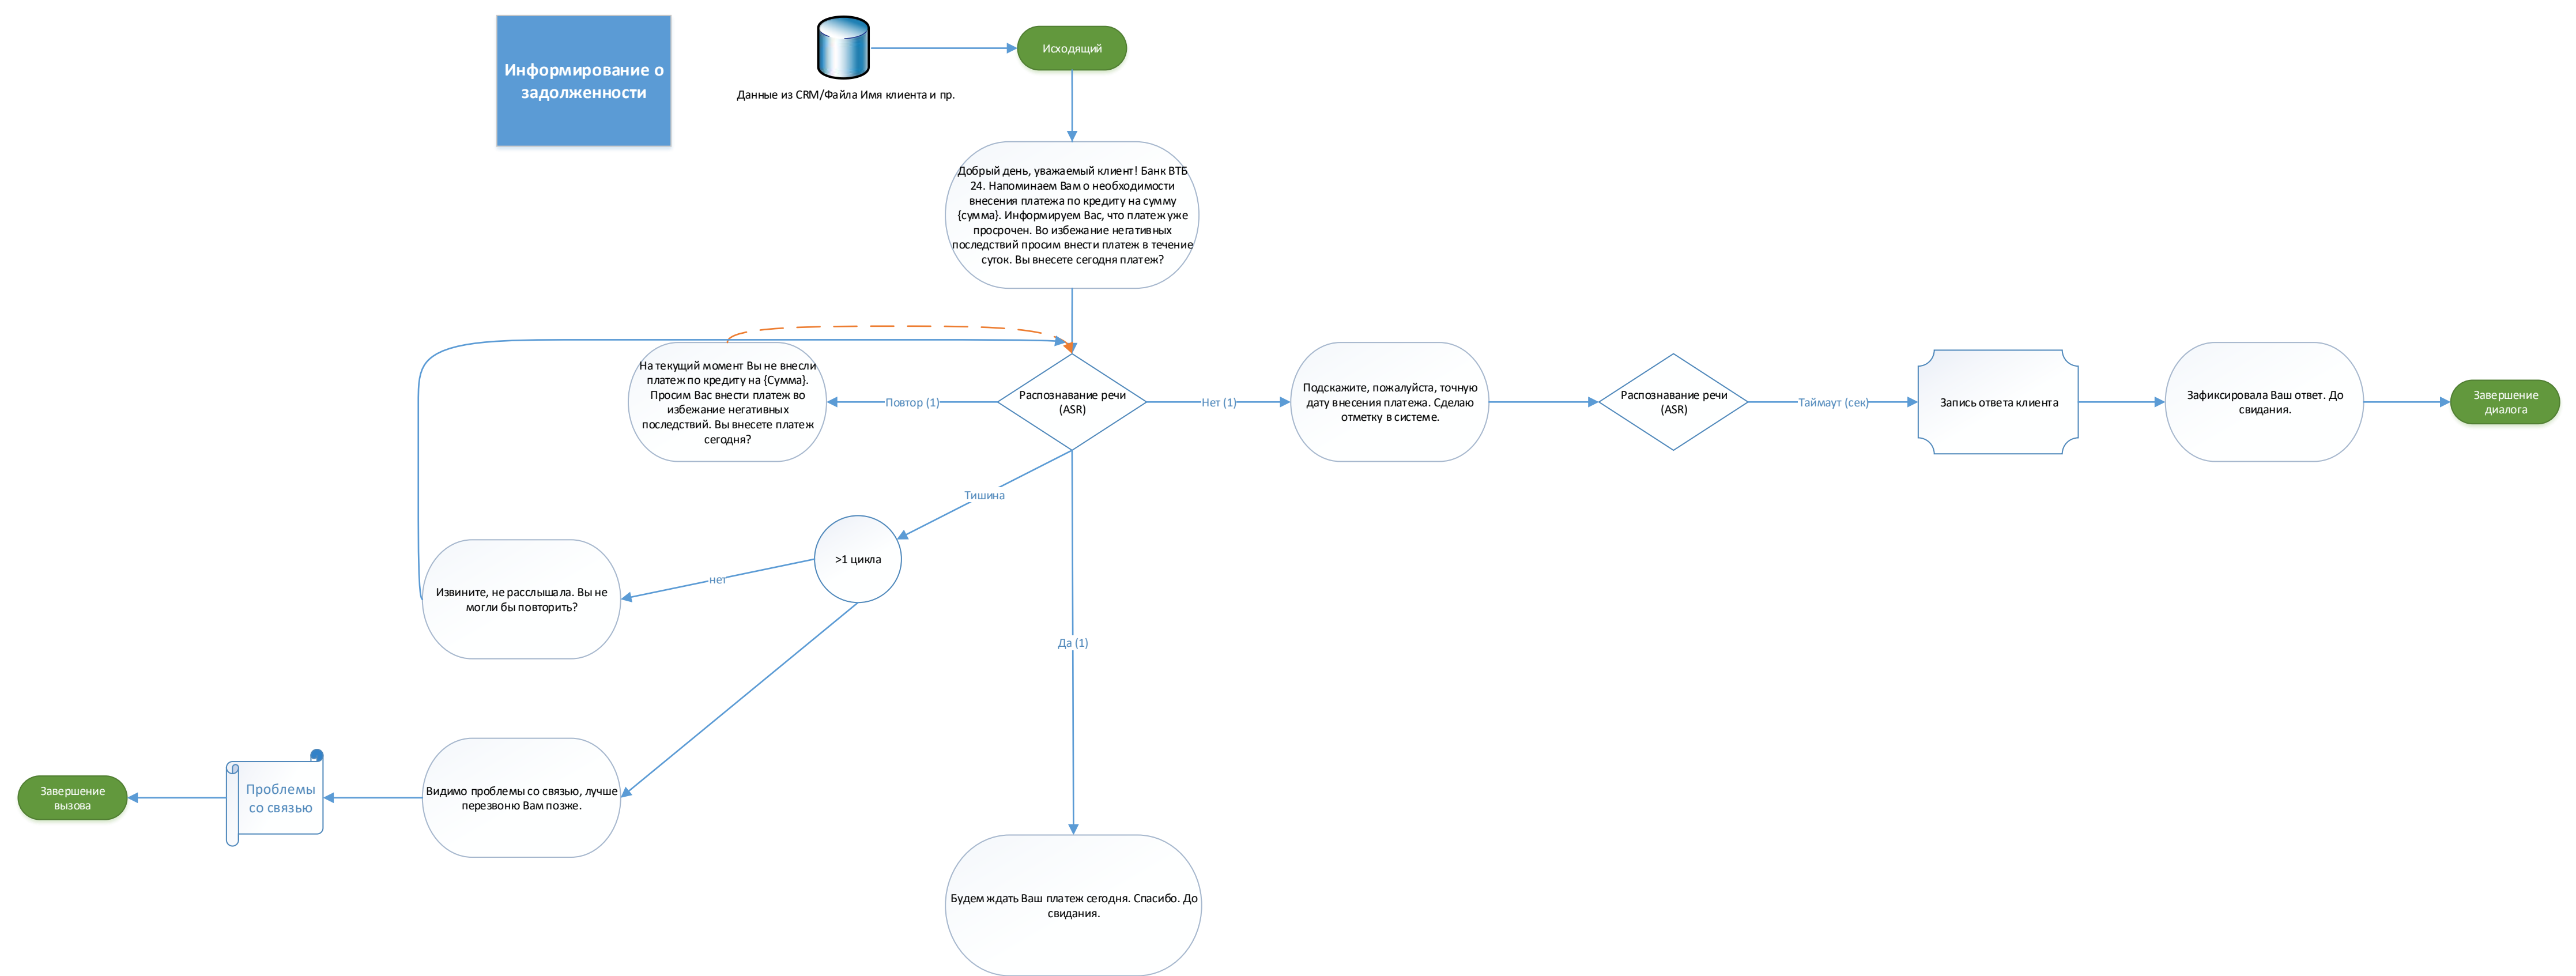 Информирование о
задолженности
Данные из CRM/Файла Имя клиента и пр.
Исходящий
Добрый день, уважаемый клиент! Банк ВТБ
24. Напоминаем Вам о необходимости
внесения платежа по кредиту на сумму
{сумма}. Информируем Вас, что платеж уже
просрочен. Во избежание негативных
последствий просим внести платеж в течение
суток. Вы внесете сегодня платеж?
На текущий момент Вы не внесли
платеж по кредиту на {Сумма}.
Просим Вас внести платеж во
избежание негативных
последствий. Вы внесете платеж
сегодня?
Повтор (1)
Распознавание речи
(ASR)
Нет (1)
Подскажите, пожалуйста, точную
дату внесения платежа. Сделаю
отметку в системе.
Распознавание речи
(ASR)
Таймаут (сек)
Запись ответа клиента
Зафиксировала Ваш ответ. До
свидания.
Завершение
диалога
Тишина
>1 цикла
нет
Извините, не расслышала. Вы не
могли бы повторить?
Да (1)
Завершение
вызова
Проблемы
со связью
Видимо проблемы со связью, лучше
перезвоню Вам позже.
Будем ждать Ваш платеж сегодня. Спасибо. До
свидания.